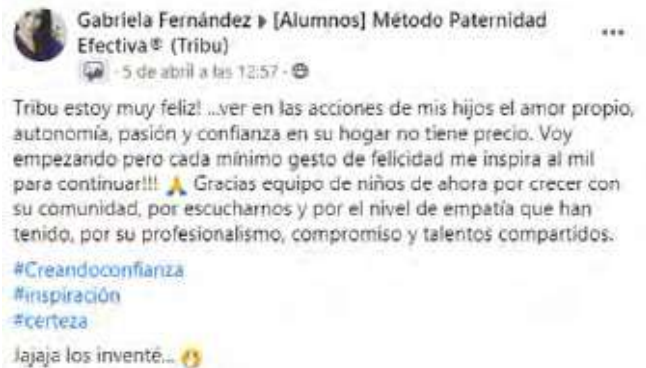 Gabriela Fernández ▸ [Alumnos] Método Paternidad
Efectiva® (Tribu)
· 5 de abril a las 12:57 ·
Tribu estoy muy feliz! ...ver en las acciones de mis hijos el amor propio,
autonomía, pasión y confianza en su hogar no tiene precio. Voy
empezando pero cada mínimo gesto de felicidad me inspira al mil
para continuar!!! 🙏 Gracias equipo de niños de ahora por crecer con
su comunidad, por escucharnos y por el nivel de empatía que han
tenido, por su profesionalismo, compromiso y talentos compartidos.
#Creandoconfianza
#inspiración
#certeza
Jajaja los inventé... 🤭